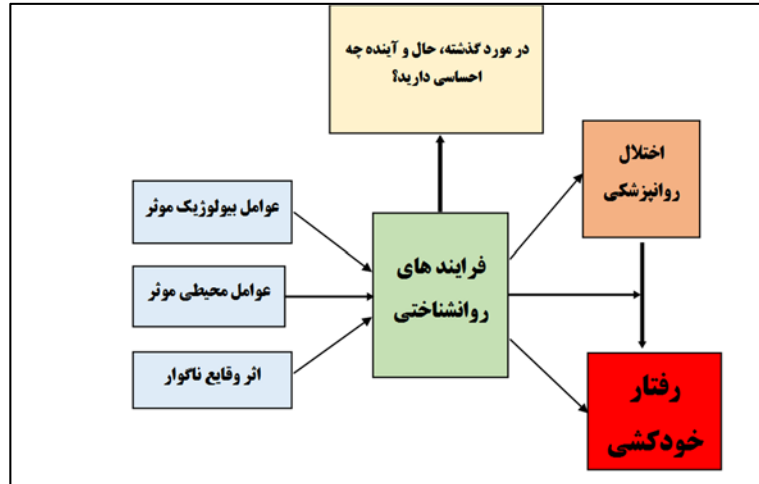 در مورد گذشته، حال و آینده چه
احساسی دارید؟
اختلال
روانپزشکی
عوامل بیولوژیک موثر
عوامل محیطی موثر
اثر وقایع ناگوار
فرایند های
روانشناختی
رفتار
خودکشی